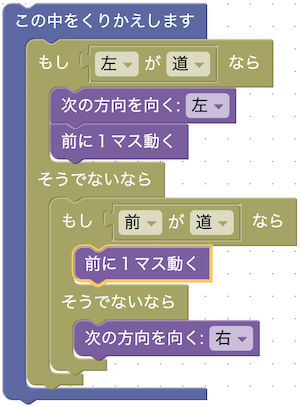 この中をくりかえします
もし 左 が 道 なら
次の方向を向く: 左
前に１マス動く
そうでないなら
もし 前 が 道 なら
前に１マス動く
そうでないなら
次の方向を向く: 右